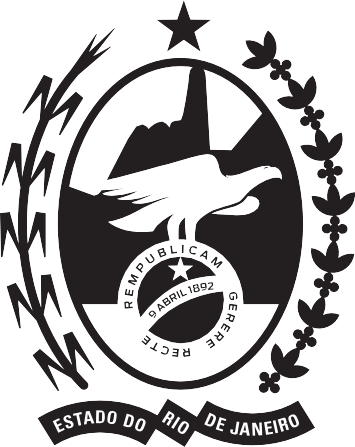 REMPUBLICAM GERERE RECTE
9 ABRIL 1892
ESTADO DO RIO DE JANEIRO